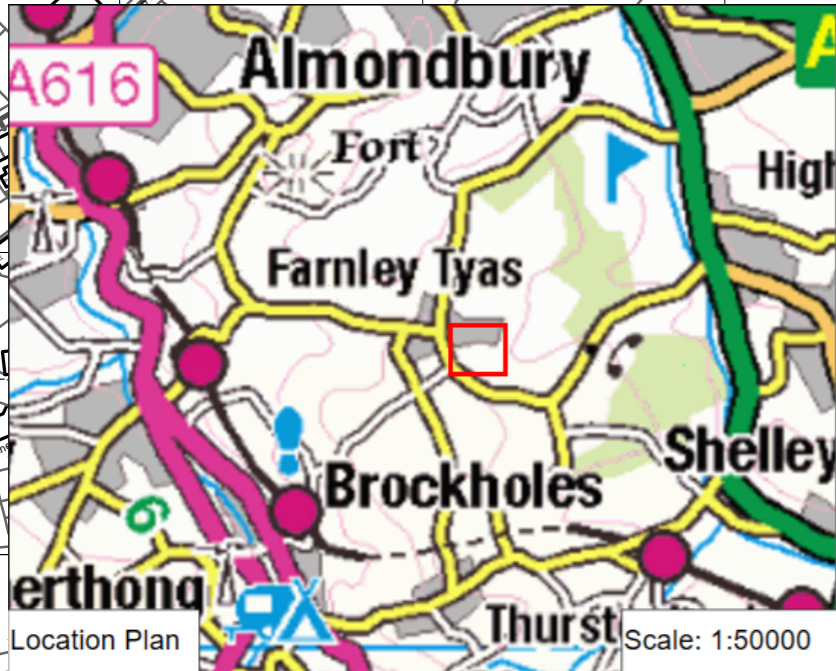 Almondbury
A
A616
Fort
High
Farnley Tyas
Shelley
Brockholes
6
erthong
Thurst
Location Plan
Scale: 1:50000